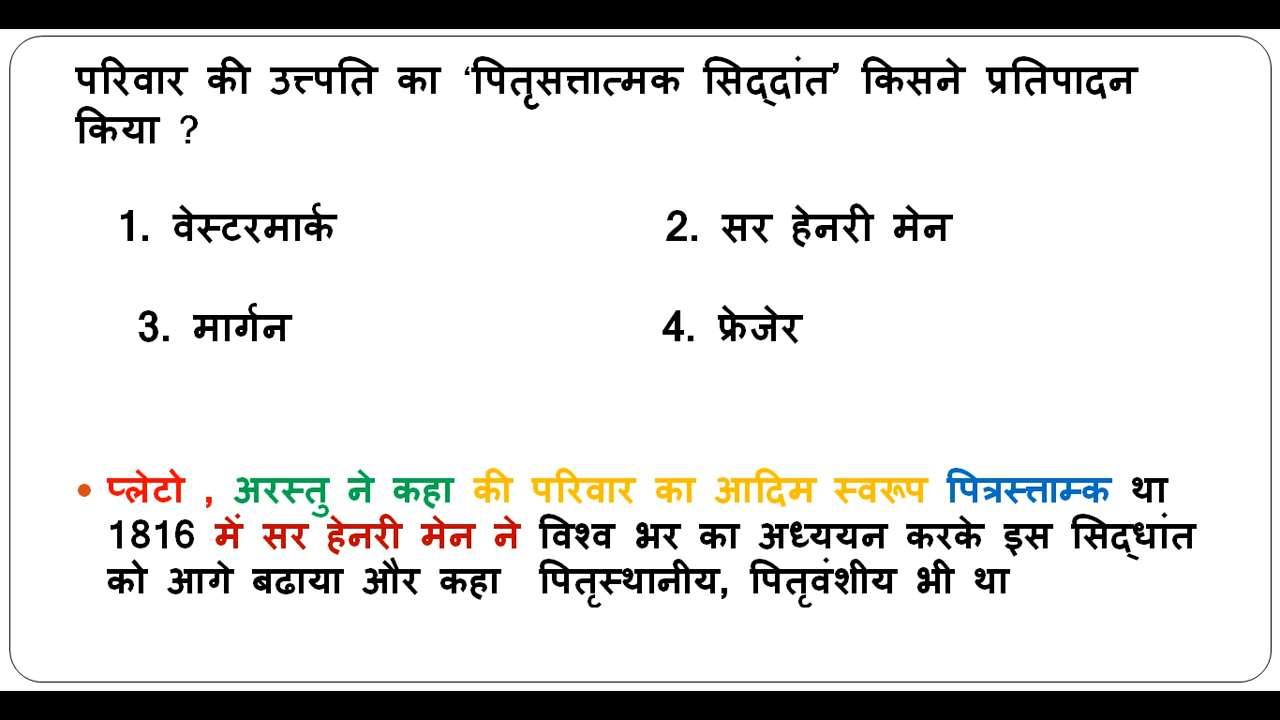 परिवार की उत्त्पति का ‘पितृसत्तात्मक सिद्दांत’ किसने प्रतिपादन
किया ?
1. वेस्टरमार्क 2. सर हेनरी मेन
3. मार्गन 4. फ्रेजेर
• प्लेटो , अरस्तु ने कहा की परिवार का आदिम स्वरूप पित्रस्त्ताम्क था
1816 में सर हेनरी मेन ने विश्व भर का अध्ययन करके इस सिद्धांत
को आगे बढाया और कहा पितृस्थानीय, पितृवंशीय भी था